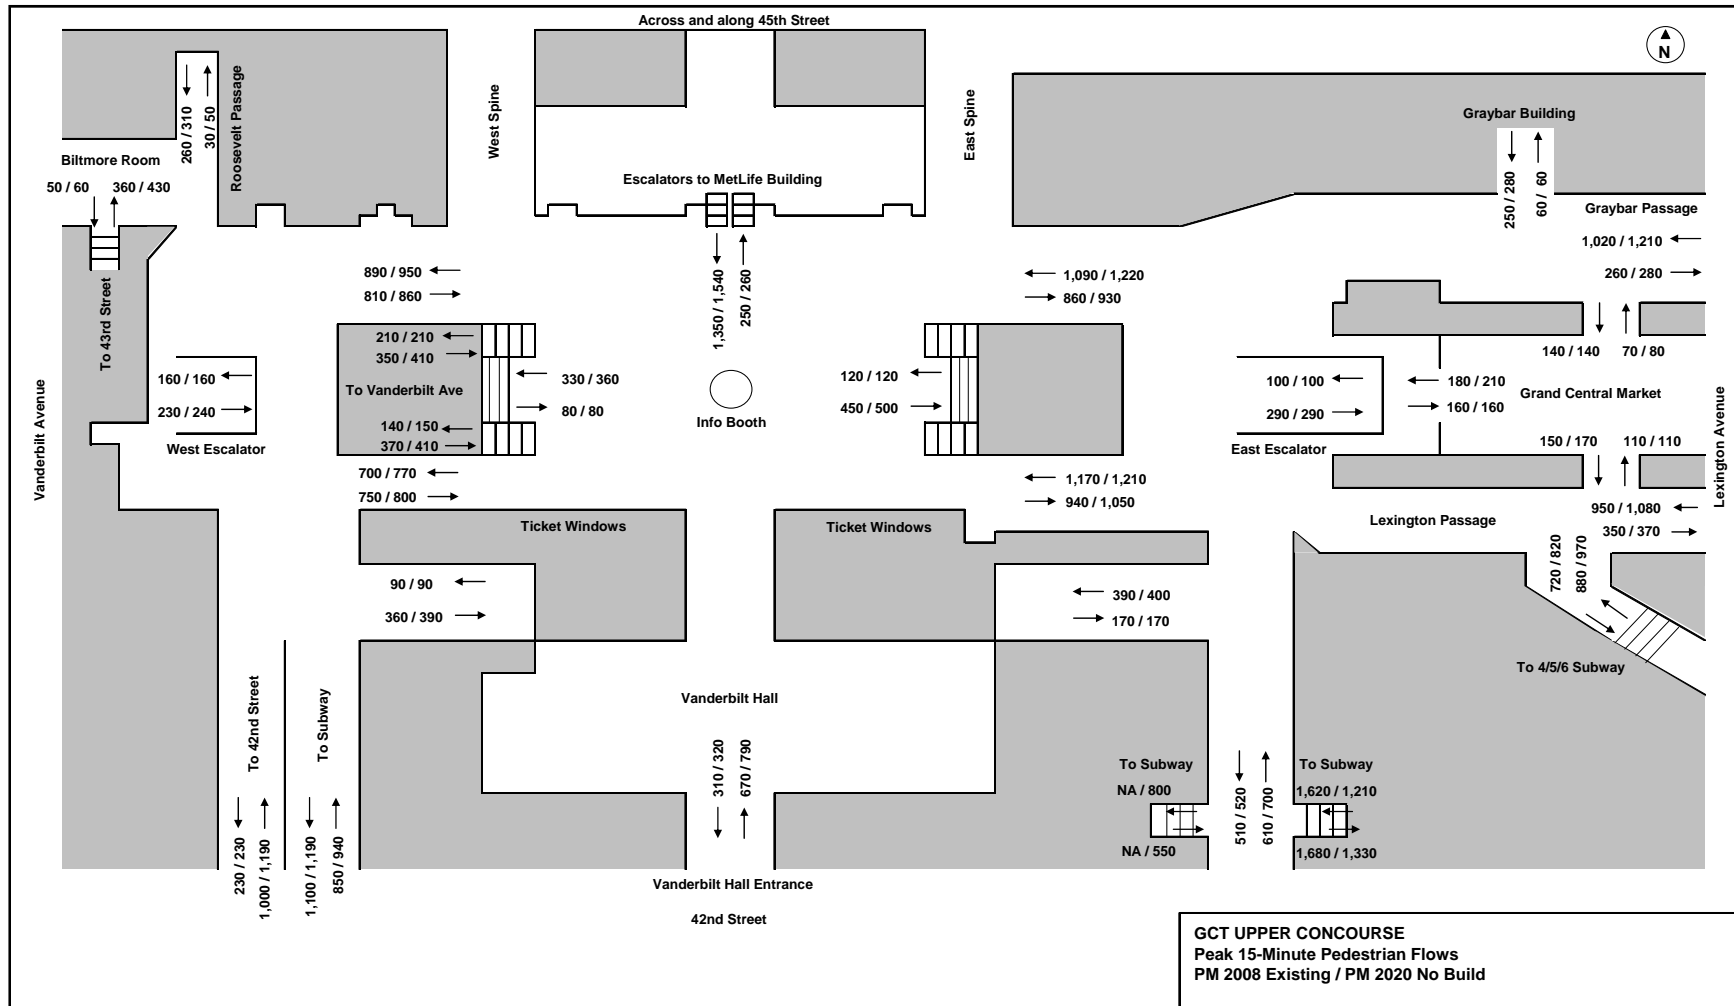 Across and along 45th Street
N
Roosevelt Passage
260 / 310
30 / 50
West Spine
East Spine
Graybar Building
250 / 280
60 /  60
Biltmore Room
50 / 60
360 / 430
Escalators to MetLife Building
Graybar Passage
1,020 / 1,210
260 / 280
890 / 950
810 / 860
1,350 / 1,540
250 / 260
1,090 / 1,220
860 / 930
To 43rd Street
210 / 210
350 / 410
140 / 140
70 / 80
160 / 160
230 / 240
To Vanderbilt Ave
330 / 360
80 / 80
120 / 120
450 / 500
100 / 100
290 / 290
180 / 210
160 / 160
Grand Central Market
Info Booth
140 / 150
370 / 410
West Escalator
East Escalator
150 / 170
110 / 110
Vanderbilt Avenue
Lexington Avenue
700 / 770
750 / 800
1,170 / 1,210
940 / 1,050
950 / 1,080
350 / 370
Lexington Passage
Ticket Windows
Ticket Windows
720 / 820
880 / 970
90 / 90
360 / 390
390 / 400
170 / 170
To 4/5/6 Subway
To 42nd Street
To Subway
Vanderbilt Hall
310 / 320
670 / 790
To Subway
NA / 800
NA / 550
510 / 520
610 / 700
To Subway
1,620 / 1,210
1,680 / 1,330
230 / 230
1,000 / 1,190
1,100 / 1,190
850 / 940
Vanderbilt Hall Entrance
42nd Street
GCT UPPER CONCOURSE
Peak 15-Minute Pedestrian Flows
PM 2008 Existing / PM 2020 No Build